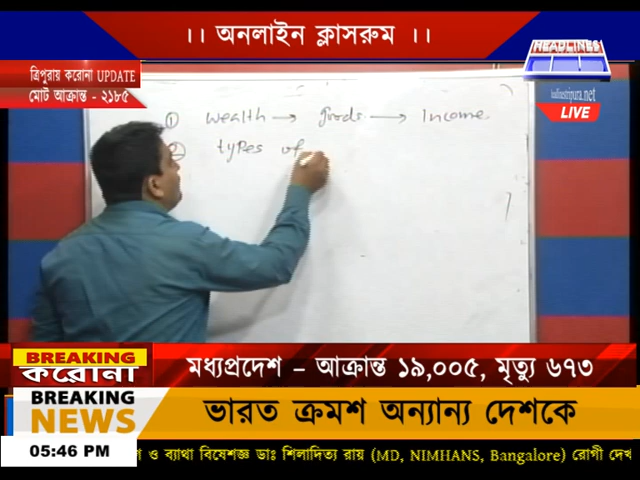 ।। অনলাইন ক্লাসরুম ।।
HEADLINES
ত্রিপুরায় করোনা UPDATE
মোট আক্রান্ত - ২১৮৫
LIVE
① wealth → goods → Income
② types of
BREAKING
করোনা
মধ্যপ্রদেশ – আক্রান্ত ১৯,০০৫, মৃত্যু ৬৭৩
BREAKING
NEWS
ভারত ক্রমশ অন্যান্য দেশকে
05:46 PM
ণ ও ব্যাথা বিষেশজ্ঞ ডাঃ শিলাদিত্য রায় (MD, NIMHANS, Bangalore) রোগী দেখ